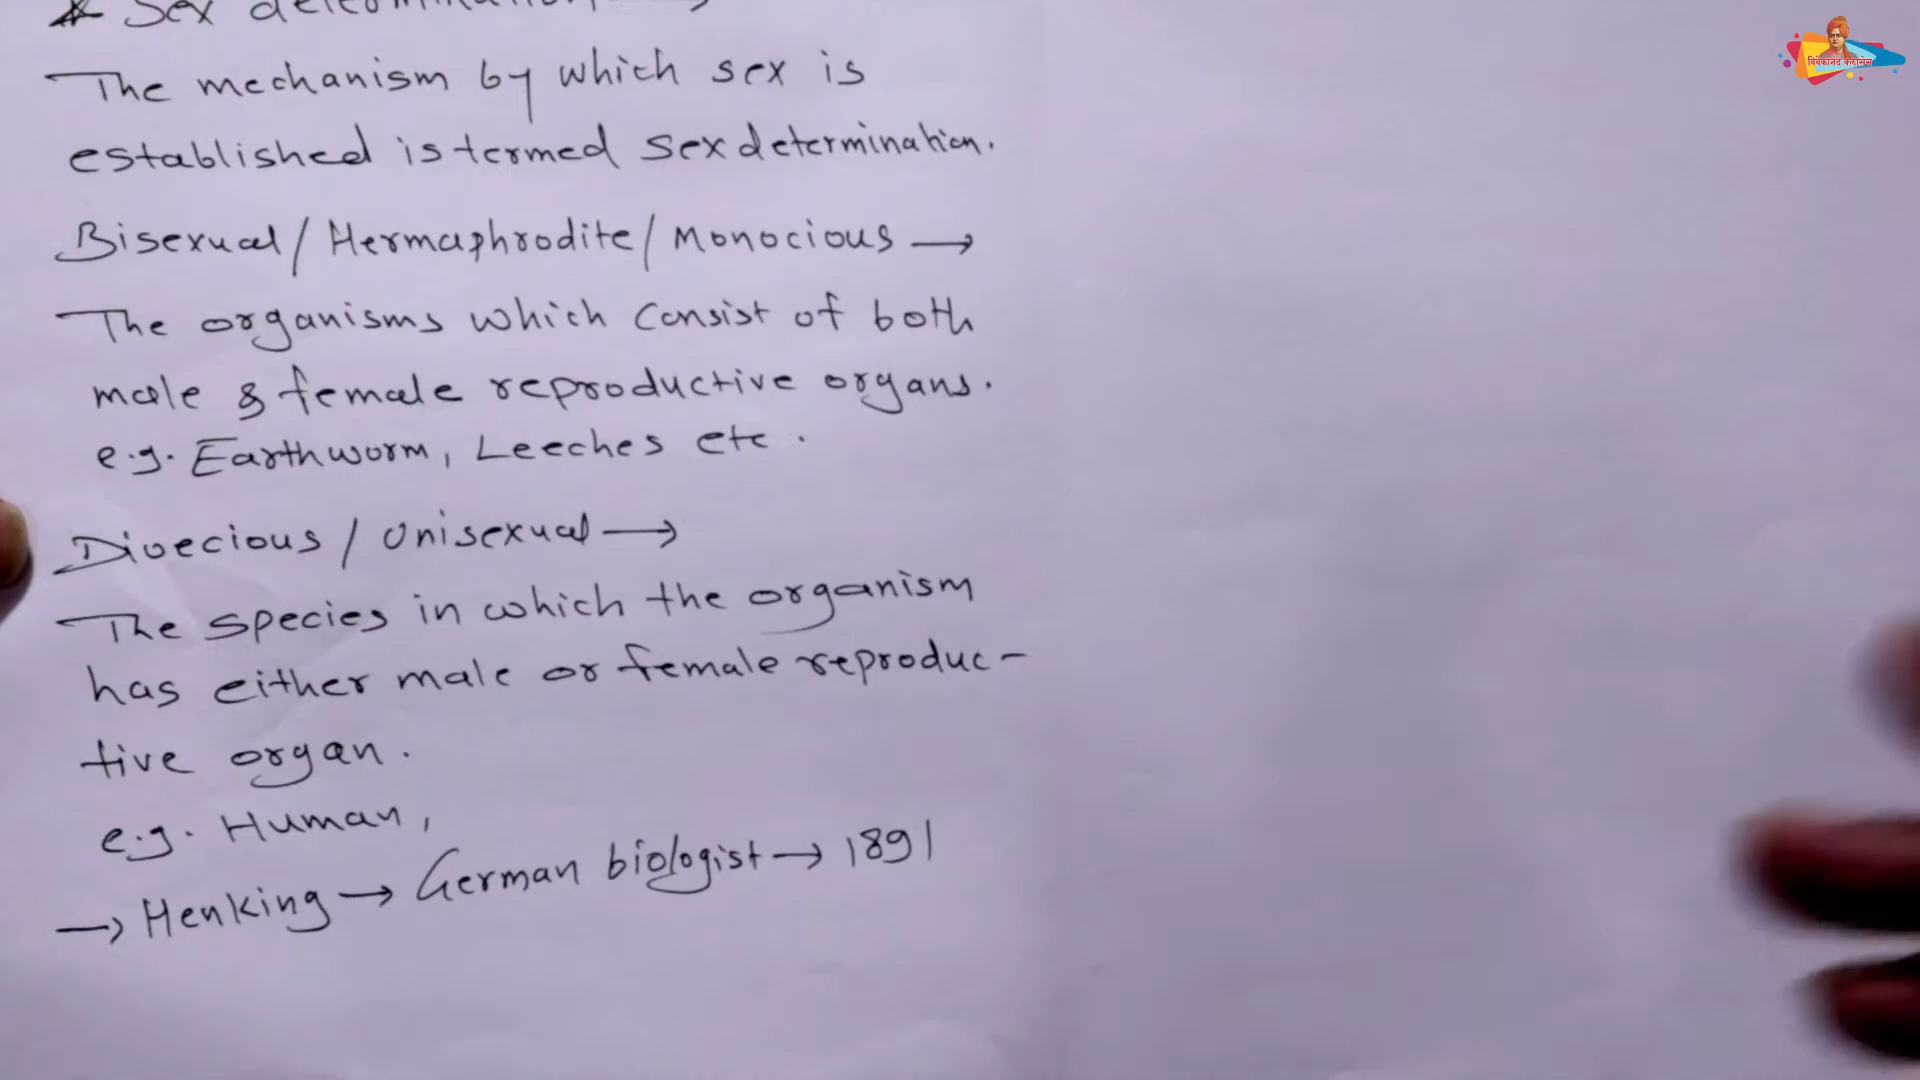 * Sex determination →
The mechanism by which sex is
established is termed sex determination.
Bisexual / Hermaphrodite / Monocious →
The organisms which consist of both
male & female reproductive organs.
e.g. Earthworm, Leeches etc.
Dioecious / Unisexual →
The species in which the organism
has either male or female reproduc-
tive organ.
e.g. Human,
→ Henking → German biologist → 1891
विवेकानंद क्लासेस